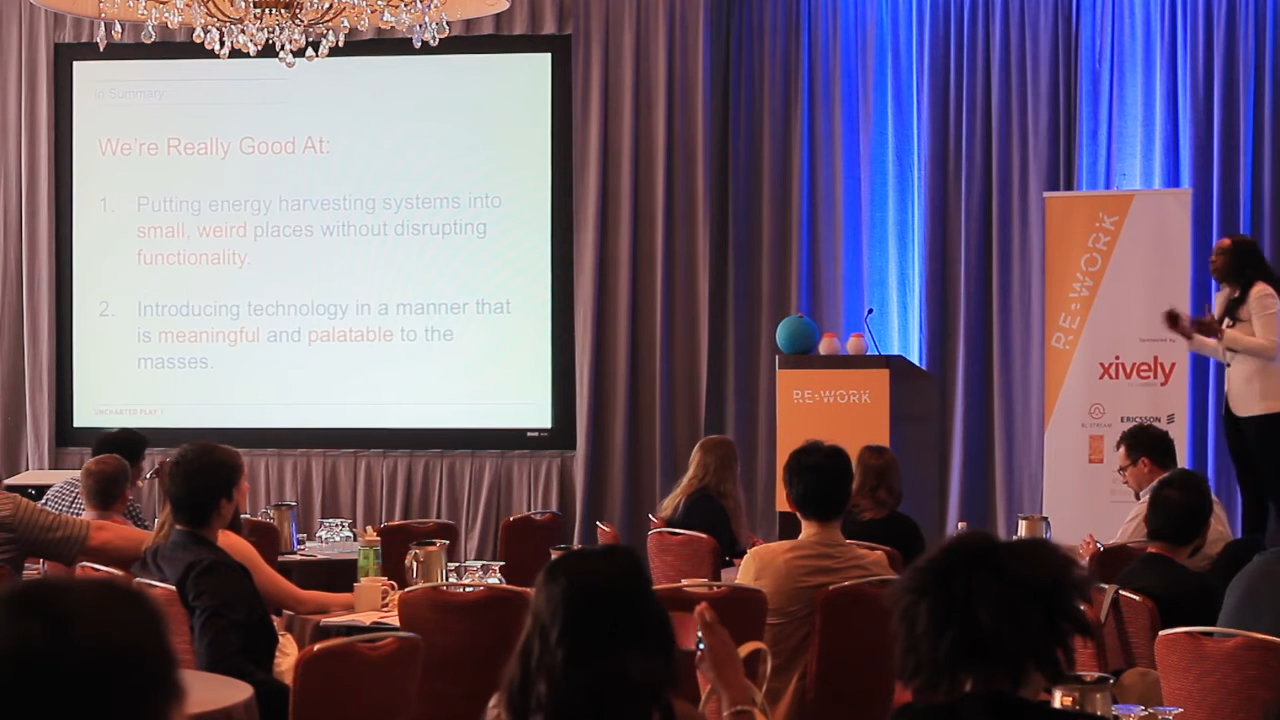 In Summary
We're Really Good At:
1. Putting energy harvesting systems into
small, weird places without disrupting
functionality.
2. Introducing technology in a manner that
is meaningful and palatable to the
masses.
UNCHARTED PLAY
RE-WORK
RE-WORK
Sponsored by
xively
ERICSSON